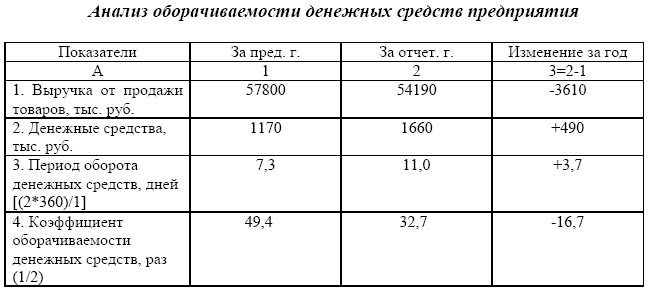 Анализ оборачиваемости денежных средств предприятия
Показатели За пред. г. За отчет. г. Изменение за год
А 1 2 3=2-1
1. Выручка от продажи 57800 54190 -3610
товаров, тыс. руб.
2. Денежные средства, 1170 1660 +490
тыс. руб.
3. Период оборота 7,3 11,0 +3,7
денежных средств, дней
[(2*360)/1]
4. Коэффициент 49,4 32,7 -16,7
оборачиваемости
денежных средств, раз
(1/2)